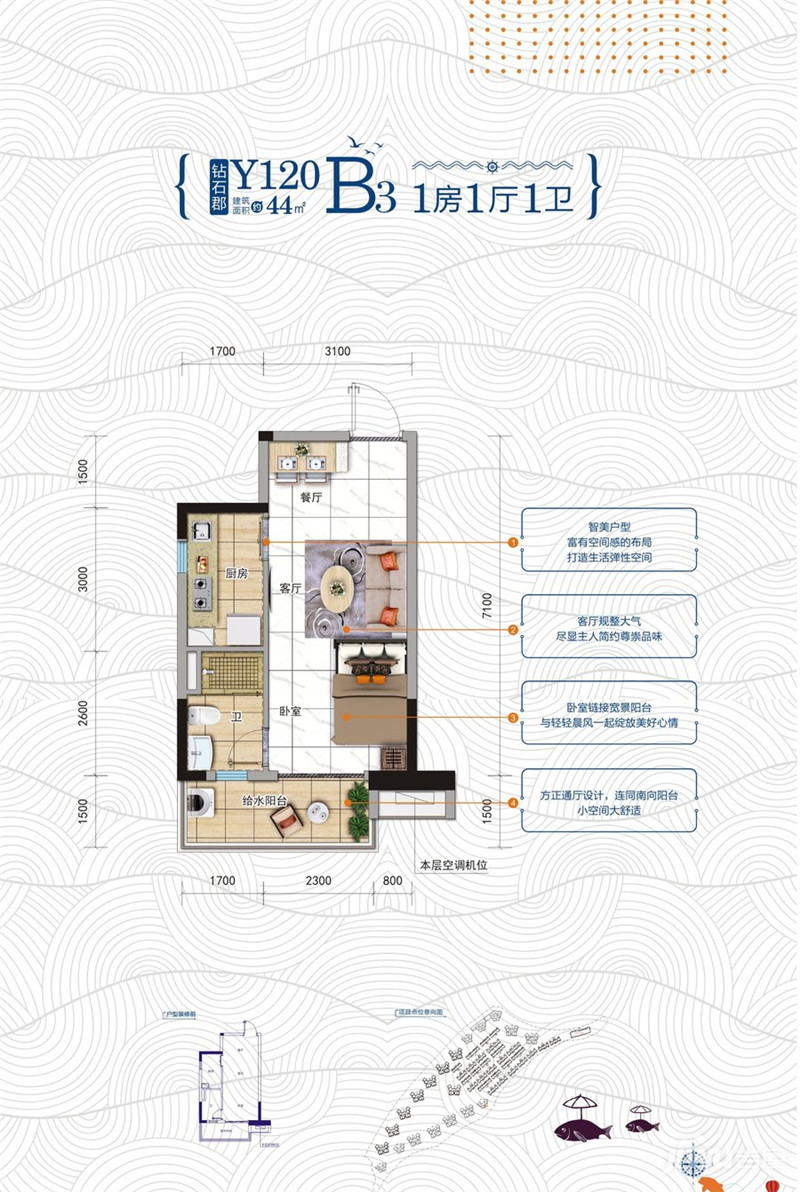 钻石郡
Y120
建筑面积约44㎡
B3
1房1厅1卫
1700
3100
1500
3000
2600
1500
7100
1500
餐厅
厨房
客厅
卧室
卫
给水阳台
1
智美户型
富有空间感的布局
打造生活弹性空间
2
客厅规整大气
尽显主人简约尊崇品味
3
卧室链接宽景阳台
与轻轻晨风一起绽放美好心情
4
方正通厅设计，连同南向阳台
小空间大舒适
本层空调机位
1700
2300
800
户型装修前
项目点位意向图